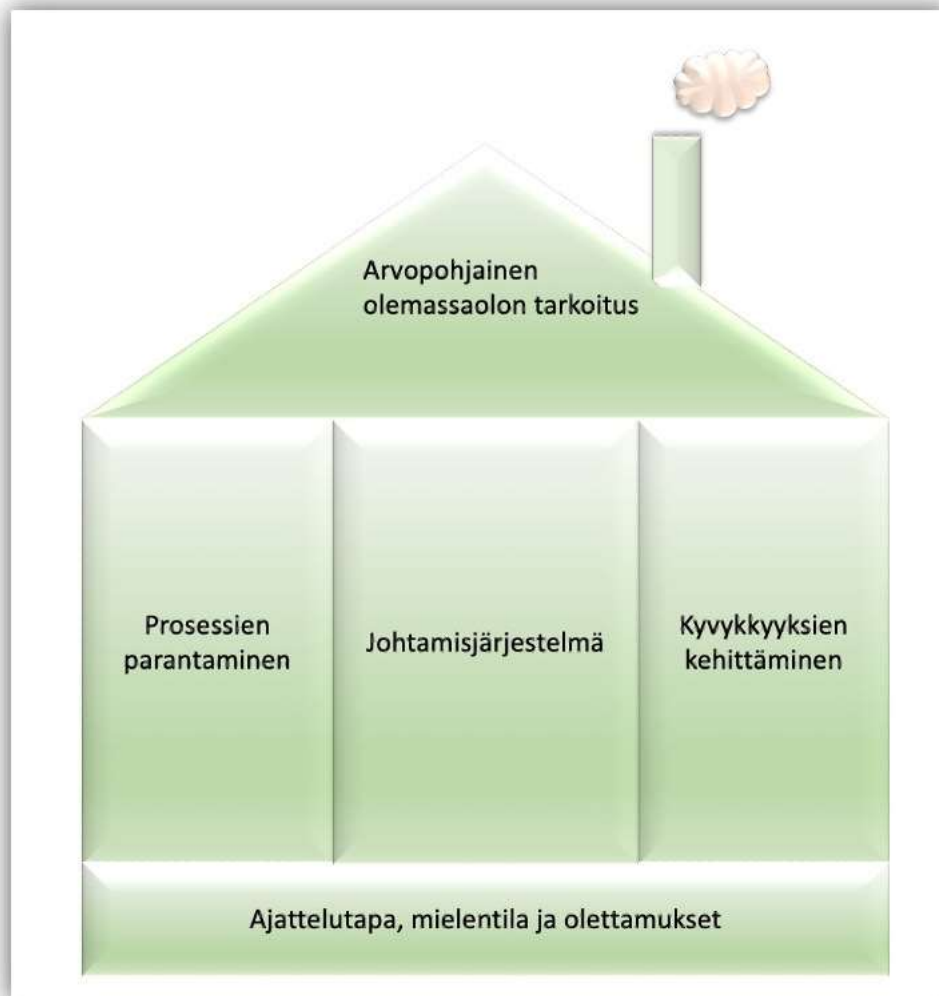 Arvopohjainen
olemassaolon tarkoitus
Prosessien
parantaminen
Johtamisjärjestelmä
Kyvykkyyksien
kehittäminen
Ajattelutapa, mielentila ja olettamukset